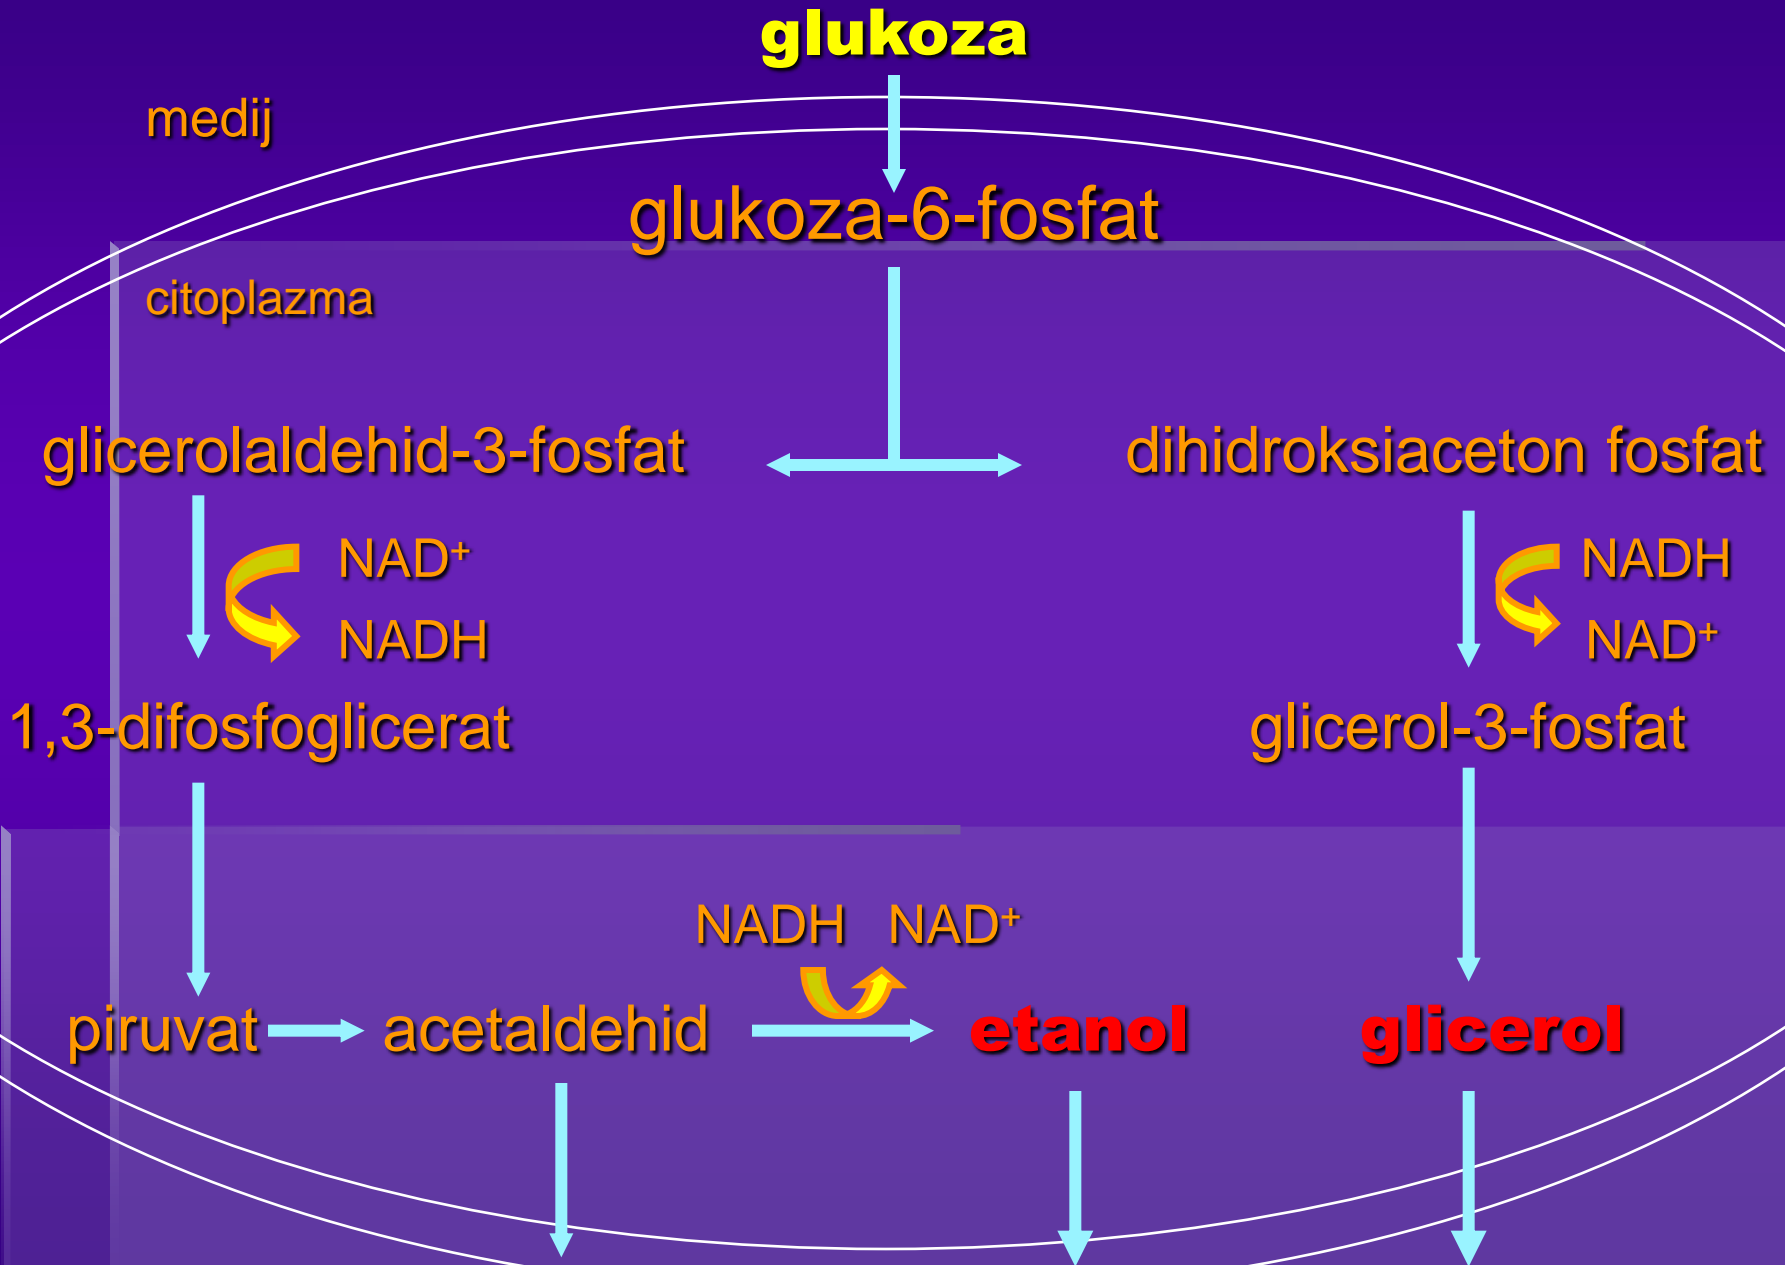 glukoza
medij
glukoza-6-fosfat
citoplazma
glicerolaldehid-3-fosfat
dihidroksiaceton fosfat
NAD⁺
NADH
NADH
NAD⁺
1,3-difosfoglicerat
glicerol-3-fosfat
NADH NAD⁺
piruvat acetaldehid etanol glicerol